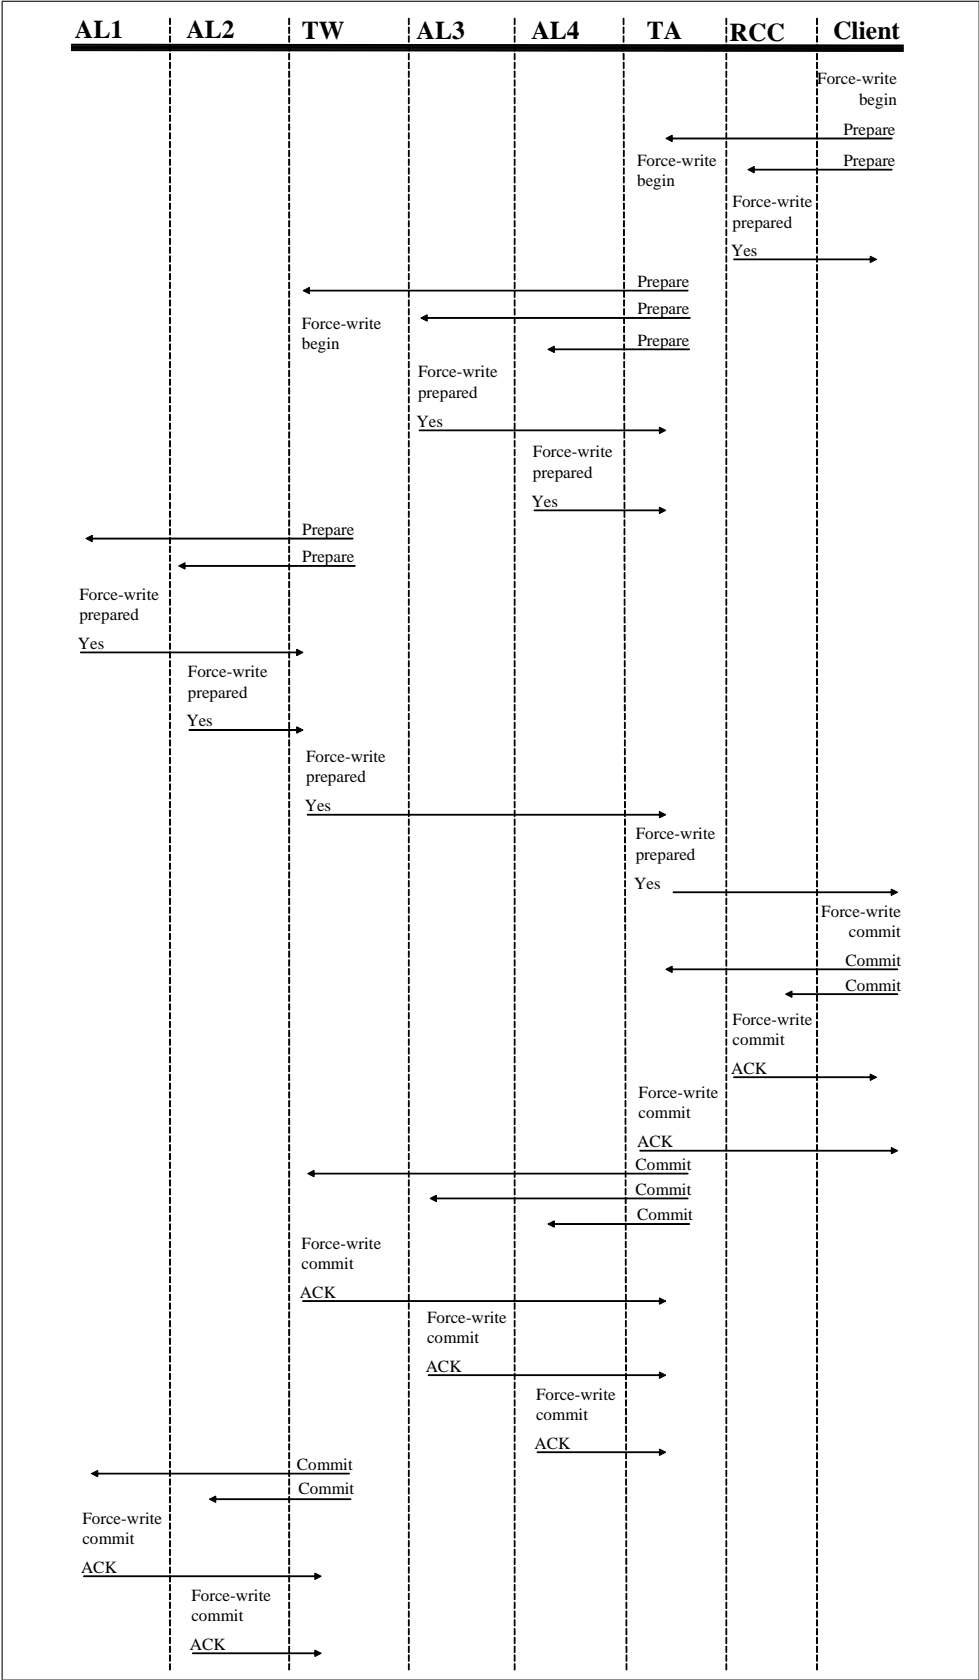 AL1 AL2 TW AL3 AL4 TA RCC Client
Force-write
begin
Prepare
Force-write
begin
Prepare
Force-write
prepared
Yes
Prepare
Prepare
Force-write
begin
Prepare
Force-write
prepared
Yes
Force-write
prepared
Yes
Prepare
Prepare
Force-write
prepared
Yes
Force-write
prepared
Yes
Force-write
prepared
Yes
Force-write
prepared
Yes
Force-write
commit
Commit
Commit
Force-write
commit
ACK
Force-write
commit
ACK
Commit
Commit
Commit
Force-write
commit
ACK
Force-write
commit
ACK
Force-write
commit
ACK
Commit
Commit
Force-write
commit
ACK
Force-write
commit
ACK